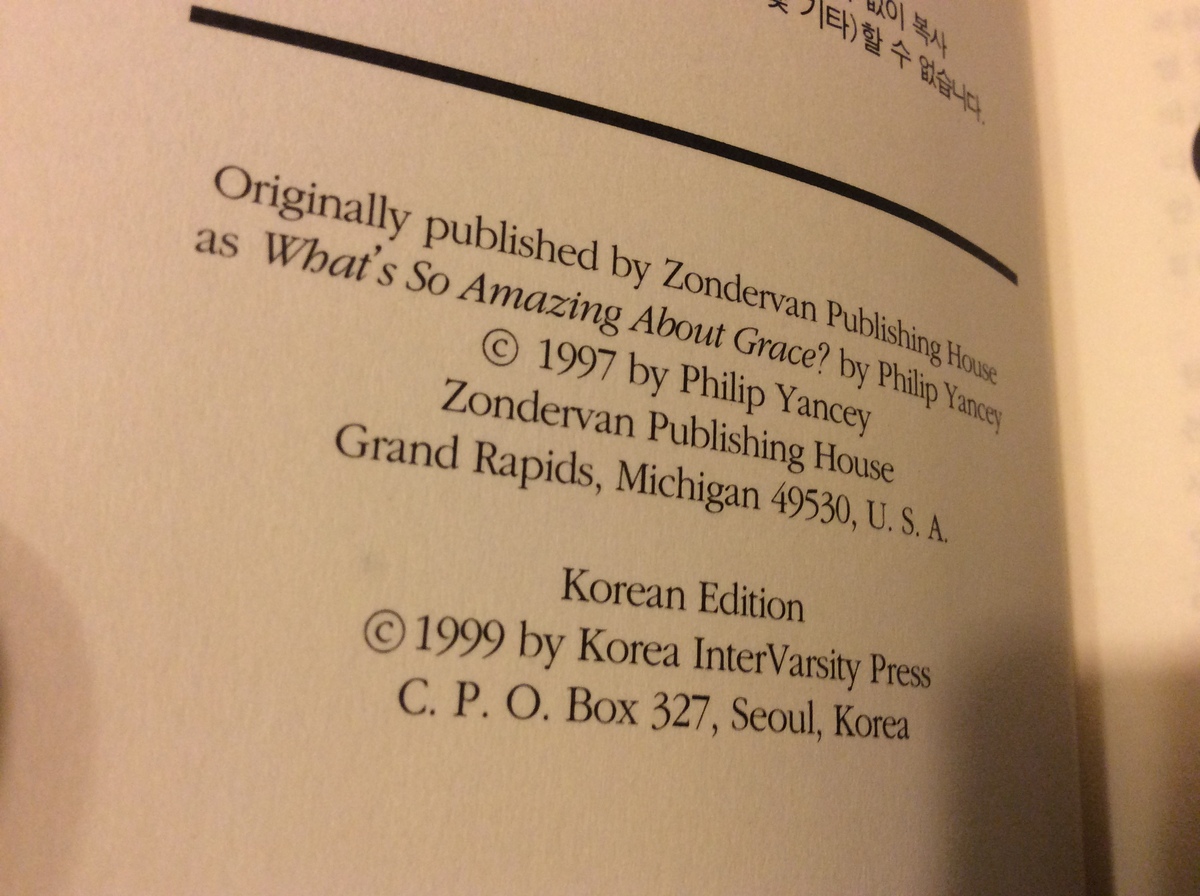 없이 복사
및 기타)할 수 없습니다.
Originally published by Zondervan Publishing House
as What's So Amazing About Grace? by Philip Yancey
© 1997 by Philip Yancey
Zondervan Publishing House
Grand Rapids, Michigan 49530, U. S. A.
Korean Edition
© 1999 by Korea InterVarsity Press
C. P. O. Box 327, Seoul, Korea